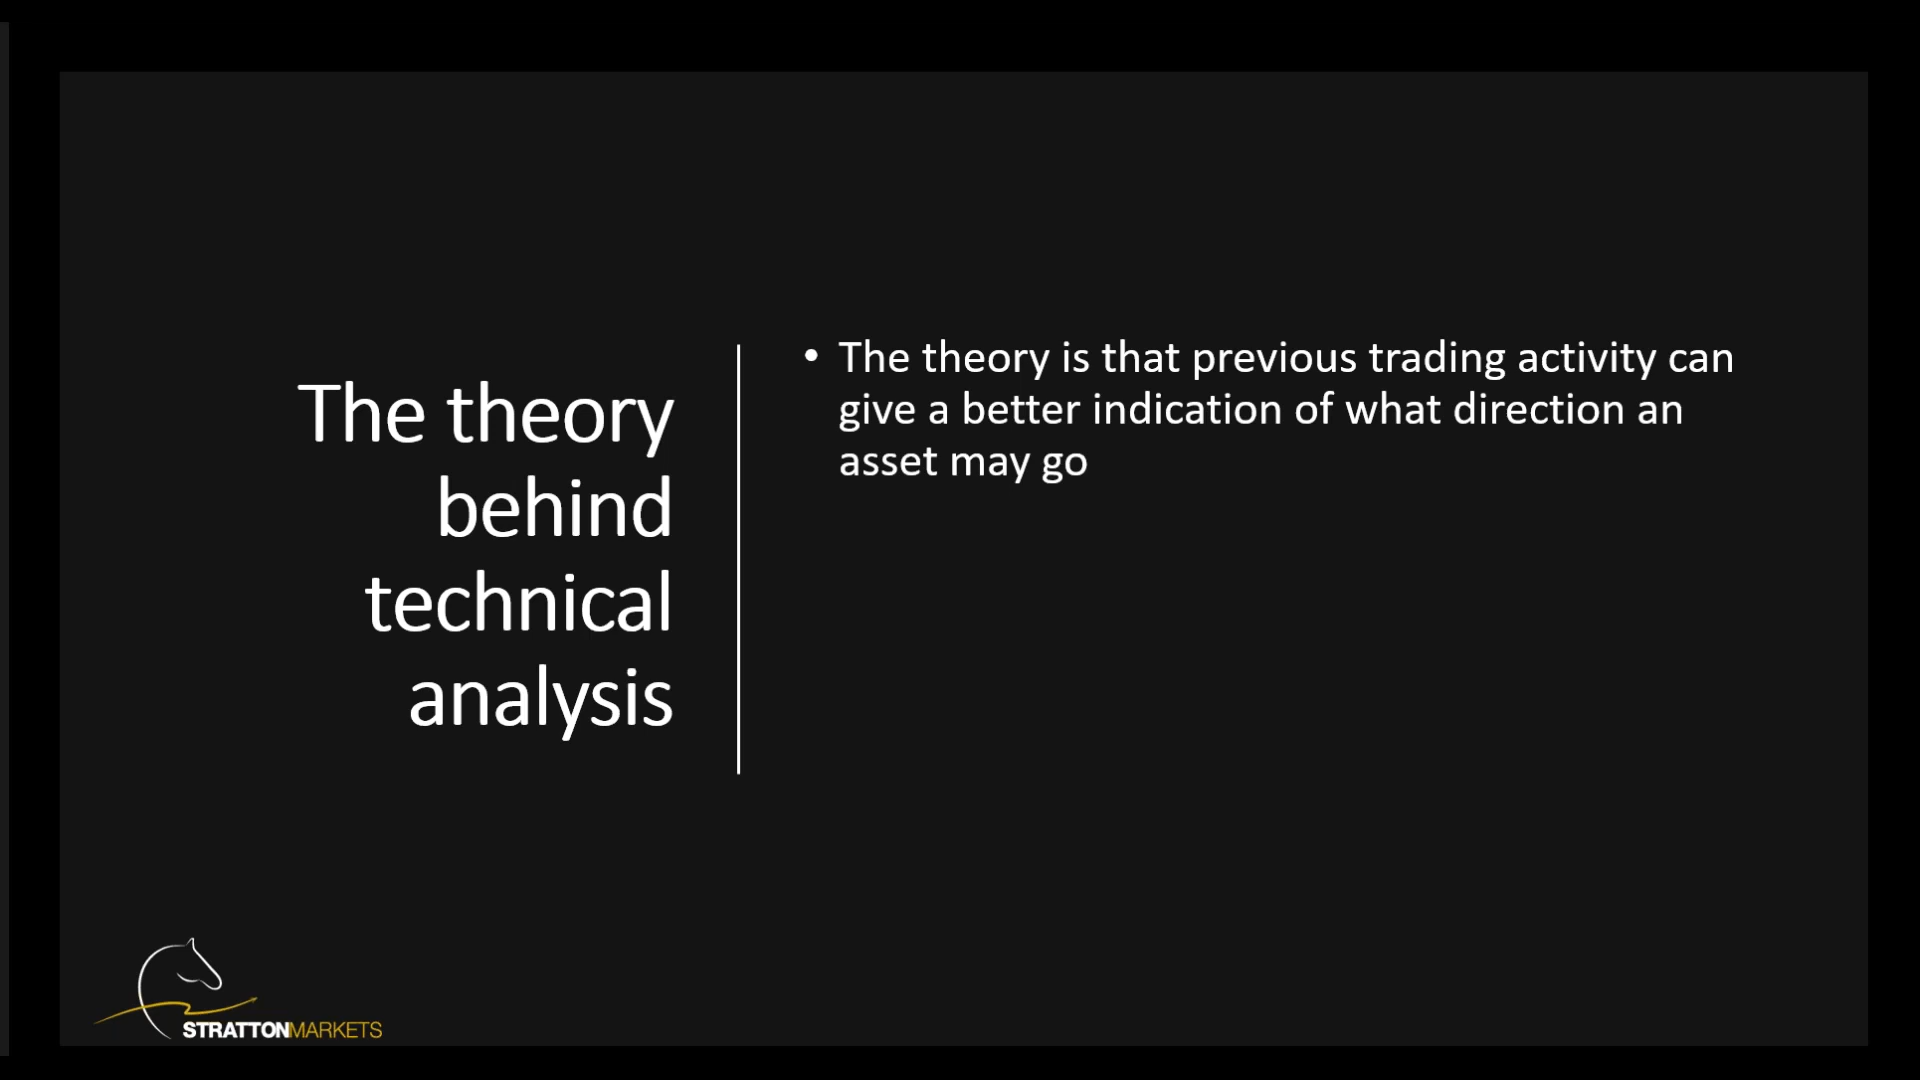 The theory
behind
technical
analysis
• The theory is that previous trading activity can
give a better indication of what direction an
asset may go
STRATTONMARKETS